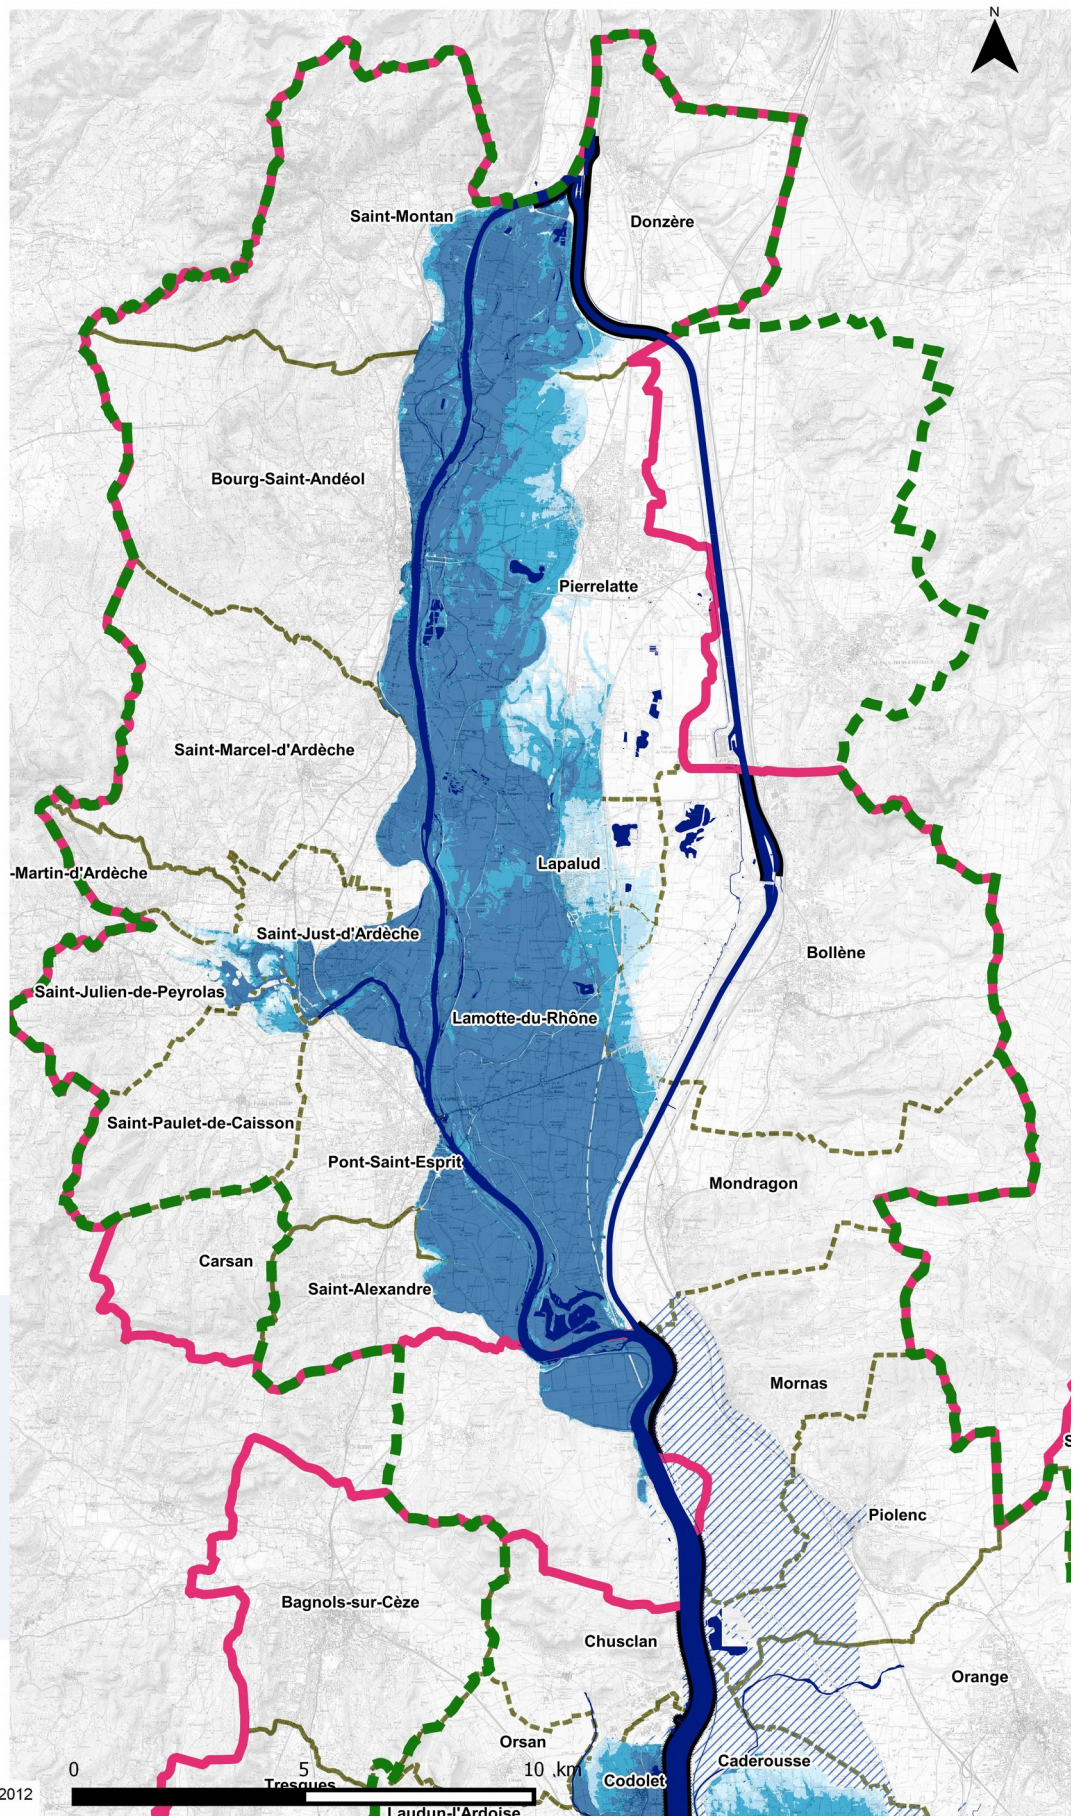 N
Saint-Montan
Donzère
Bourg-Saint-Andéol
Pierrelatte
Saint-Marcel-d'Ardèche
Lapalud
-Martin-d'Ardèche
Saint-Just-d'Ardèche
Bollène
Saint-Julien-de-Peyrolas
Lamotte-du-Rhône
Saint-Paulet-de-Caisson
Pont-Saint-Esprit
Mondragon
Carsan
Saint-Alexandre
Mornas
S
Piolenc
Bagnols-sur-Cèze
Chusclan
Orange
Orsan
Caderousse
0 5 10 km
Codolet
Tresques
2012
Laudun-l'Ardoise